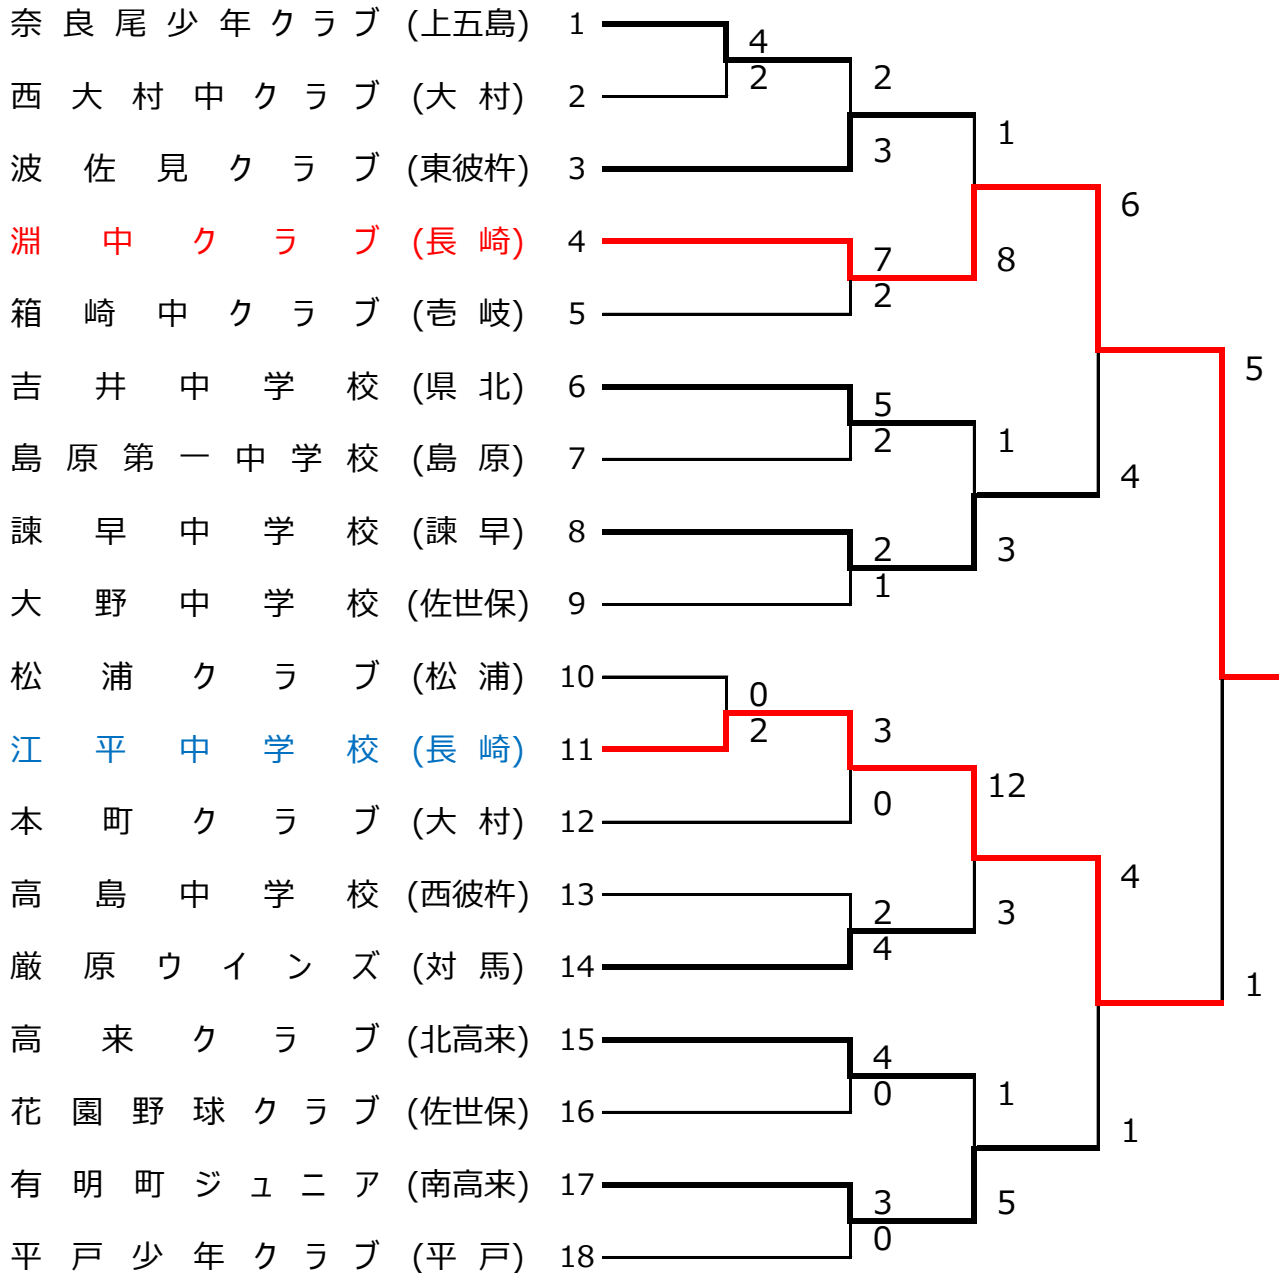 奈良尾少年クラブ (上五島) 1
4
西大村中クラブ (大村) 2
2
2
波佐見クラブ (東彼杵) 3
3
1
6
淵中クラブ (長崎) 4
7
8
箱崎中クラブ (壱岐) 5
2
5
吉井中学校 (県北) 6
5
島原第一中学校 (島原) 7
2
1
4
諫早中学校 (諫早) 8
2
3
大野中学校 (佐世保) 9
1
松浦クラブ (松浦) 10
0
江平中学校 (長崎) 11
2
3
12
本町クラブ (大村) 12
0
4
高島中学校 (西彼杵) 13
2
3
厳原ウインズ (対馬) 14
4
1
高来クラブ (北高来) 15
4
花園野球クラブ (佐世保) 16
0
1
1
有明町ジュニア (南高来) 17
3
5
平戸少年クラブ (平戸) 18
0